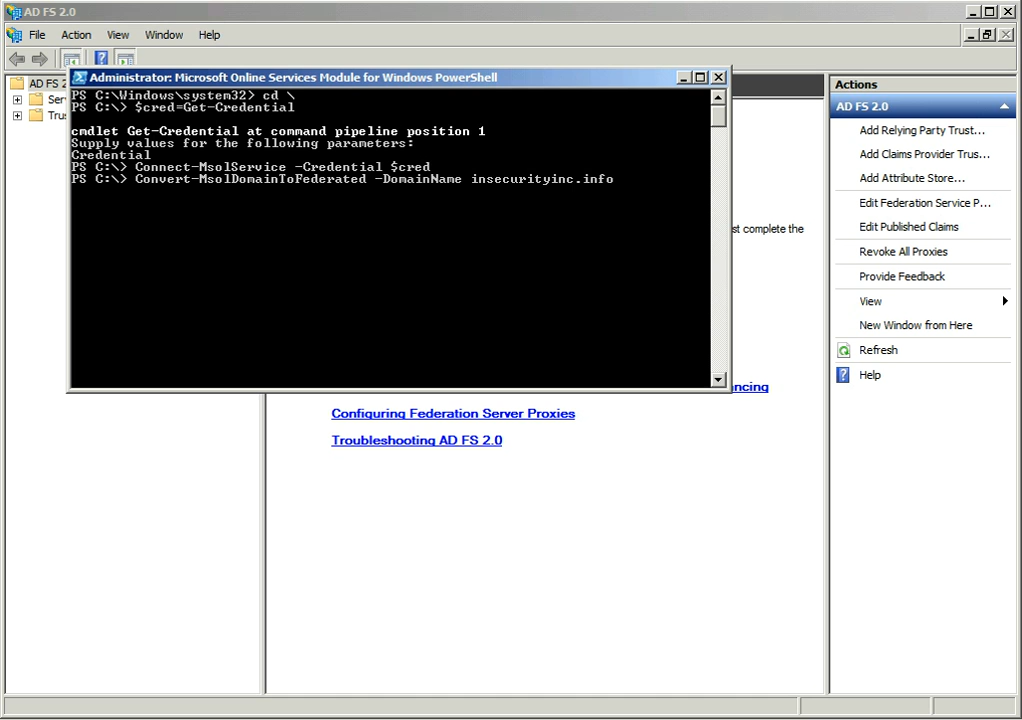 AD FS 2.0
File Action View Window Help
AD FS 2
Ser
Trus
Administrator: Microsoft Online Services Module for Windows PowerShell
PS C:\Windows\system32> cd \
PS C:\> $cred=Get-Credential
cmdlet Get-Credential at command pipeline position 1
Supply values for the following parameters:
Credential
PS C:\> Connect-MsolService -Credential $cred
PS C:\> Convert-MsolDomainToFederated -DomainName insecurityinc.info
st complete the
ancing
Configuring Federation Server Proxies
Troubleshooting AD FS 2.0
Actions
AD FS 2.0
Add Relying Party Trust...
Add Claims Provider Trus...
Add Attribute Store...
Edit Federation Service P...
Edit Published Claims
Revoke All Proxies
Provide Feedback
View
New Window from Here
Refresh
Help